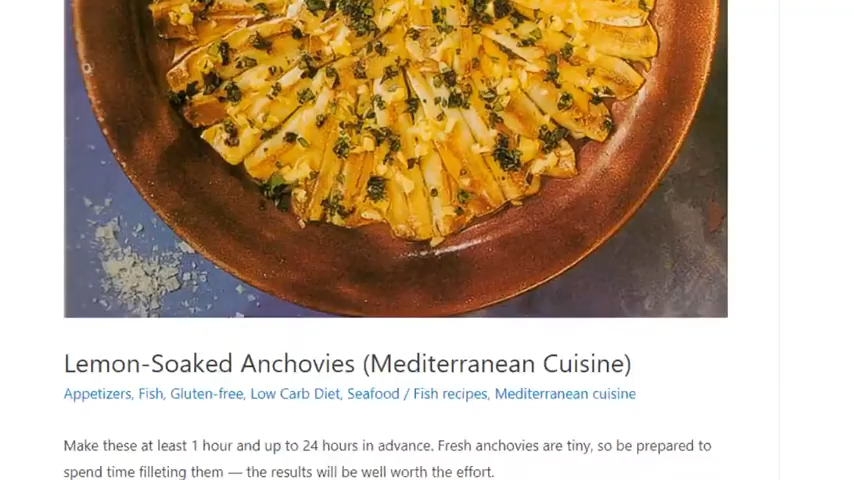 Lemon-Soaked Anchovies (Mediterranean Cuisine)
Appetizers, Fish, Gluten-free, Low Carb Diet, Seafood / Fish recipes, Mediterranean cuisine
Make these at least 1 hour and up to 24 hours in advance. Fresh anchovies are tiny, so be prepared to
spend time filleting them — the results will be well worth the effort.